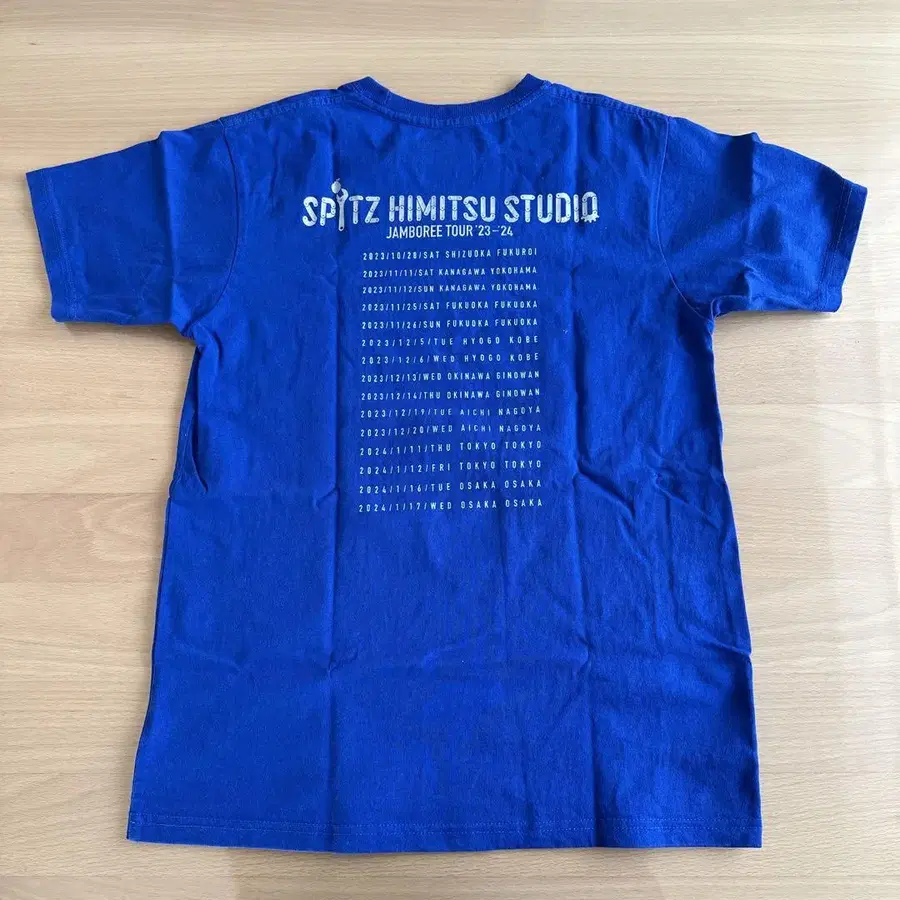 SPITZ HIMITSU STUDIO
JAMBOREE TOUR '23-'24
2023/10/28/SAT SHIZUOKA FUKUROI
2023/11/11/SAT KANAGAWA YOKOHAMA
2023/11/12/SUN KANAGAWA YOKOHAMA
2023/11/25/SAT FUKUOKA FUKUOKA
2023/11/26/SUN FUKUOKA FUKUOKA
2023/12/5/TUE HYOGO KOBE
2023/12/6/WED HYOGO KOBE
2023/12/13/WED OKINAWA GINOWAN
2023/12/14/THU OKINAWA GINOWAN
2023/12/19/TUE AICHI NAGOYA
2023/12/20/WED AICHI NAGOYA
2024/1/11/THU TOKYO TOKYO
2024/1/12/FRI TOKYO TOKYO
2024/1/16/TUE OSAKA OSAKA
2024/1/17/WED OSAKA OSAKA